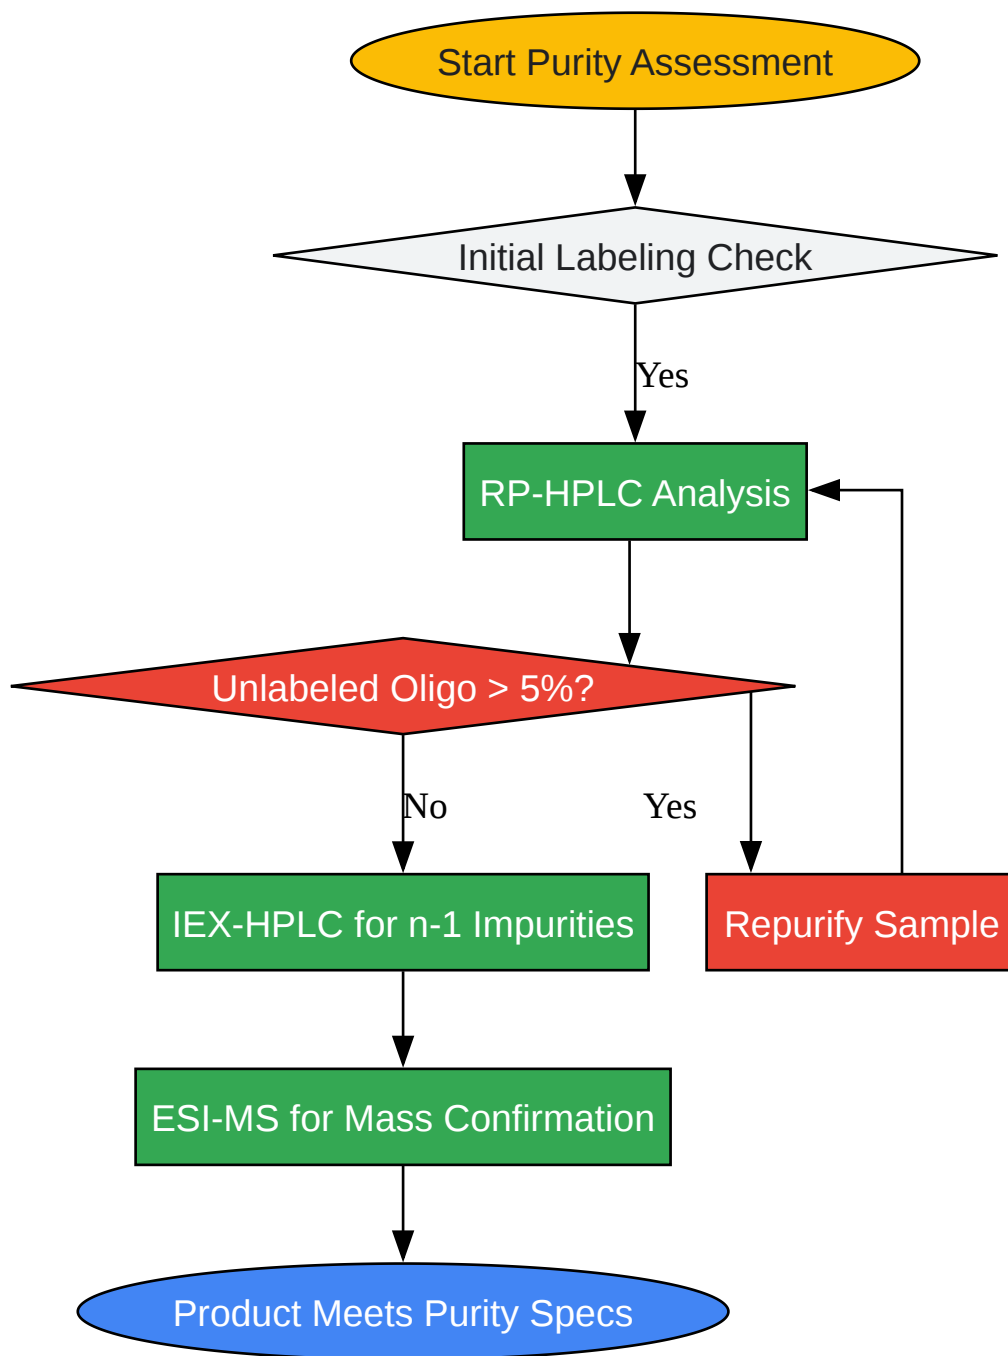 Start Purity Assessment
Initial Labeling Check
Yes
RP-HPLC Analysis
Unlabeled Oligo > 5%?
No
Yes
IEX-HPLC for n-1 Impurities
Repurify Sample
ESI-MS for Mass Confirmation
Product Meets Purity Specs